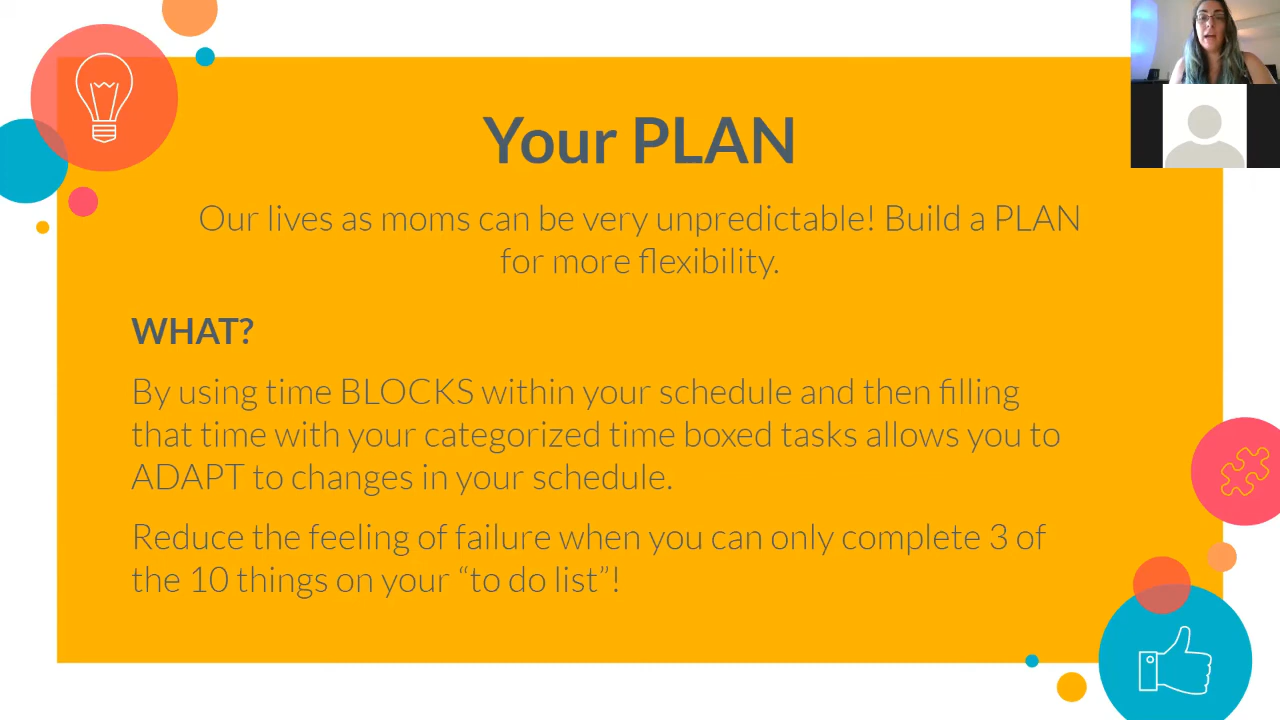 Your PLAN
Our lives as moms can be very unpredictable! Build a PLAN
for more flexibility.
WHAT?
By using time BLOCKS within your schedule and then filling
that time with your categorized time boxed tasks allows you to
ADAPT to changes in your schedule.
Reduce the feeling of failure when you can only complete 3 of
the 10 things on your “to do list”!